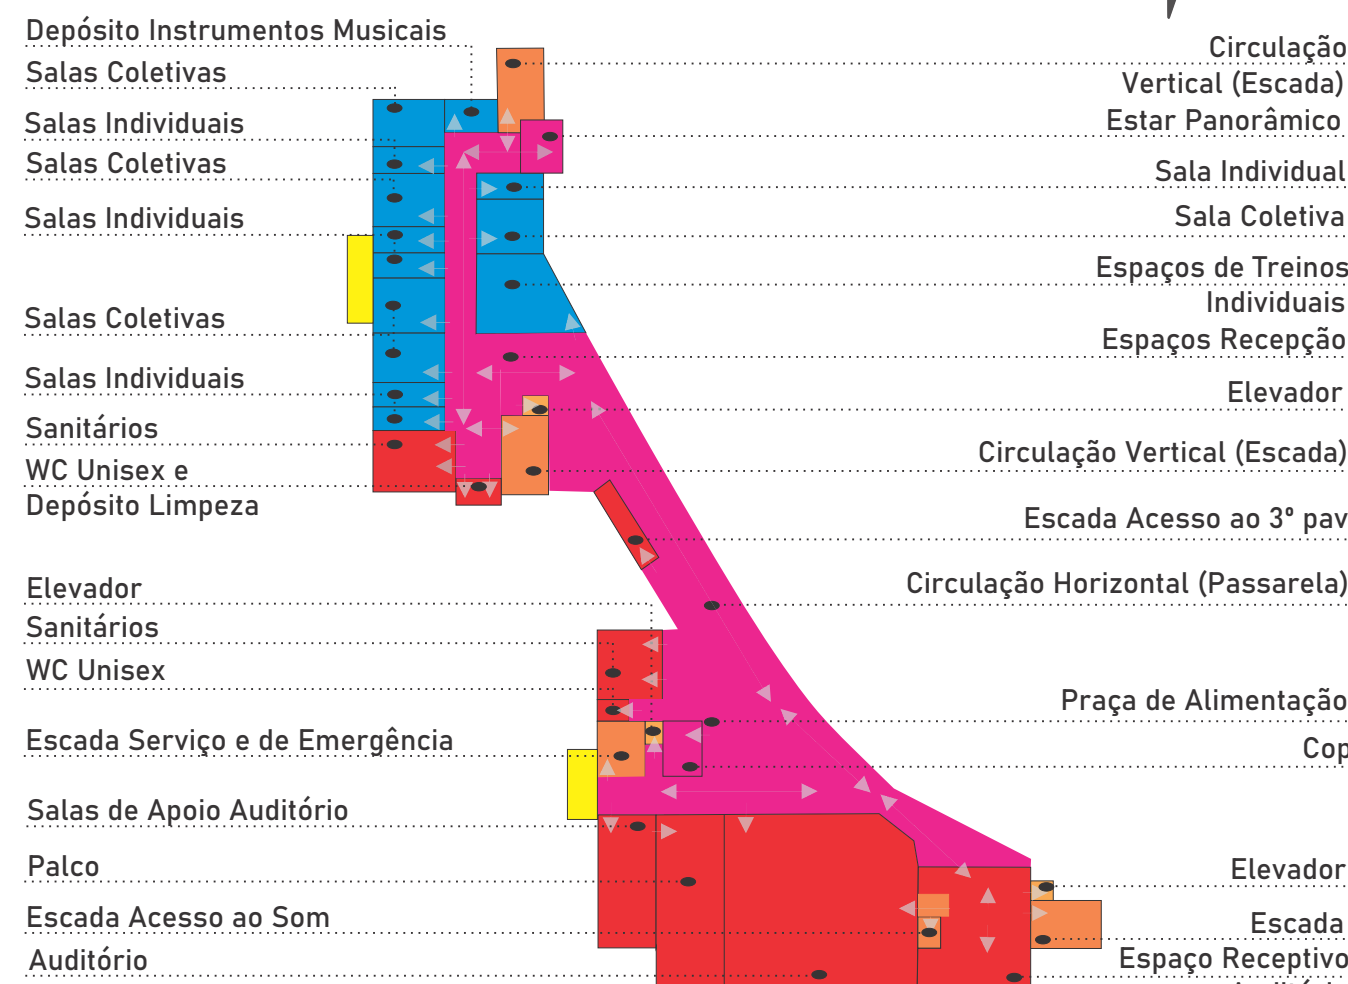 Depósito Instrumentos Musicais
Salas Coletivas
Salas Individuais
Salas Coletivas
Salas Individuais
Salas Coletivas
Salas Individuais
Sanitários
WC Unisex e
Depósito Limpeza
Elevador
Sanitários
WC Unisex
Escada Serviço e de Emergência
Salas de Apoio Auditório
Palco
Escada Acesso ao Som
Auditório
Circulação
Vertical (Escada)
Estar Panorâmico
Sala Individual
Sala Coletiva
Espaços de Treinos
Individuais
Espaços Recepção
Elevador
Circulação Vertical (Escada)
Escada Acesso ao 3º pav
Circulação Horizontal (Passarela)
Praça de Alimentação
Cop
Elevador
Escada
Espaço Receptivo